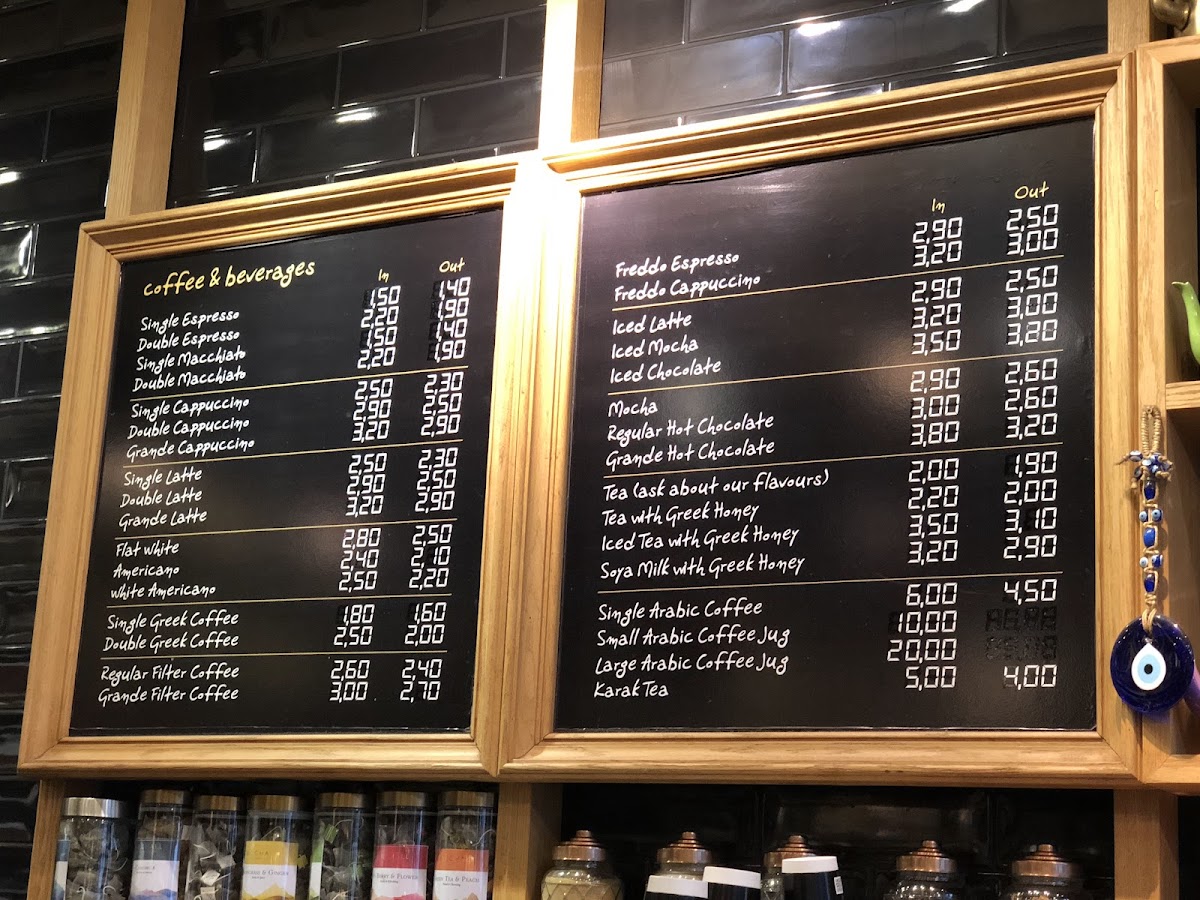 coffee & beverages In Out
Single Espresso 1,50 1,40
Double Espresso 2,20 1,90
Single Macchiato 1,50 1,40
Double Macchiato 2,20 1,90
Single Cappuccino 2,50 2,30
Double Cappuccino 2,90 2,50
Grande Cappuccino 3,20 2,90
Single Latte 2,50 2,30
Double Latte 2,90 2,50
Grande Latte 3,20 2,90
Flat White 2,80 2,50
Americano 2,40 2,10
White Americano 2,50 2,20
Single Greek Coffee 1,80 1,60
Double Greek Coffee 2,50 2,00
Regular Filter Coffee 2,60 2,40
Grande Filter Coffee 3,00 2,70
In Out
Freddo Espresso 2,90 2,50
Freddo Cappuccino 3,20 3,00
Iced Latte 2,90 2,50
Iced Mocha 3,20 3,00
Iced Chocolate 3,50 3,20
Mocha 2,90 2,60
Regular Hot Chocolate 3,00 2,60
Grande Hot Chocolate 3,80 3,20
Tea (ask about our flavours) 2,00 1,90
Tea with Greek Honey 2,20 2,00
Iced Tea with Greek Honey 3,50 3,10
Soya Milk with Greek Honey 3,20 2,90
Single Arabic Coffee 6,00 4,50
Small Arabic Coffee Jug 10,00
Large Arabic Coffee Jug 20,00
Karak Tea 5,00 4,00